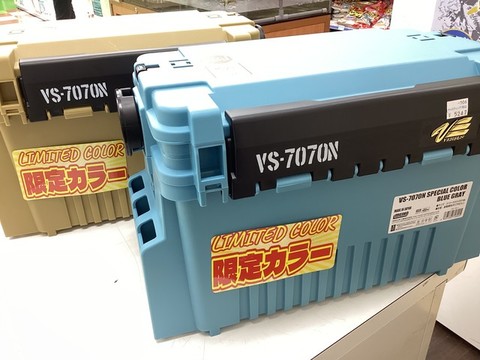 VS-7070N
LIMITED COLOR
限定カラー
VS-7070N
LIMITED COLOR
限定カラー
VS-7070N SPECIAL COLOR
BLUE GRAY